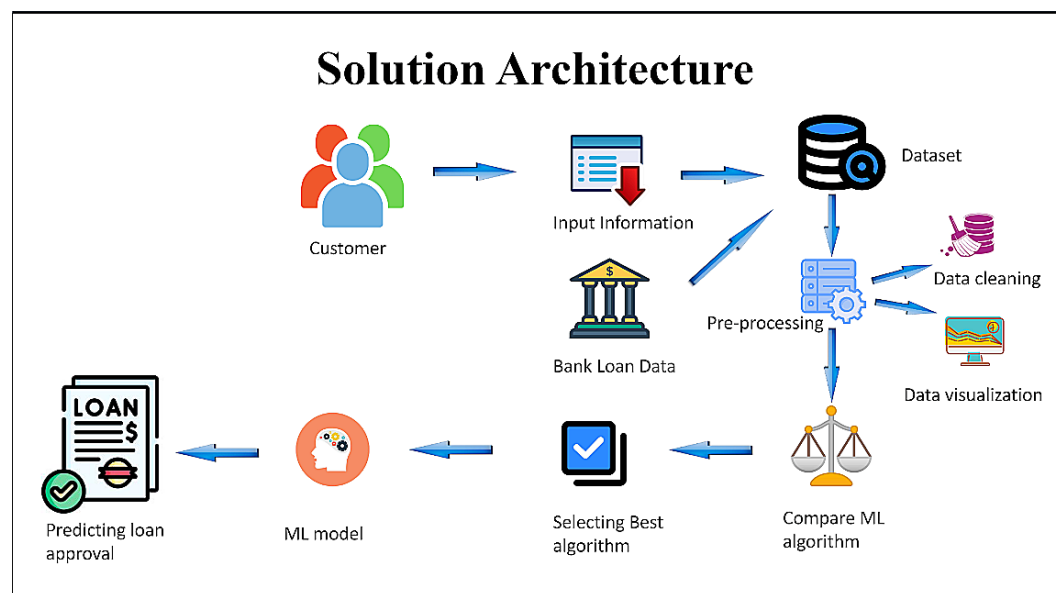 Solution Architecture
Customer
Input Information
Dataset
Bank Loan Data
Pre-processing
Data cleaning
Data visualization
LOAN
$
$
Predicting loan
approval
ML model
Selecting Best
algorithm
Compare ML
algorithm